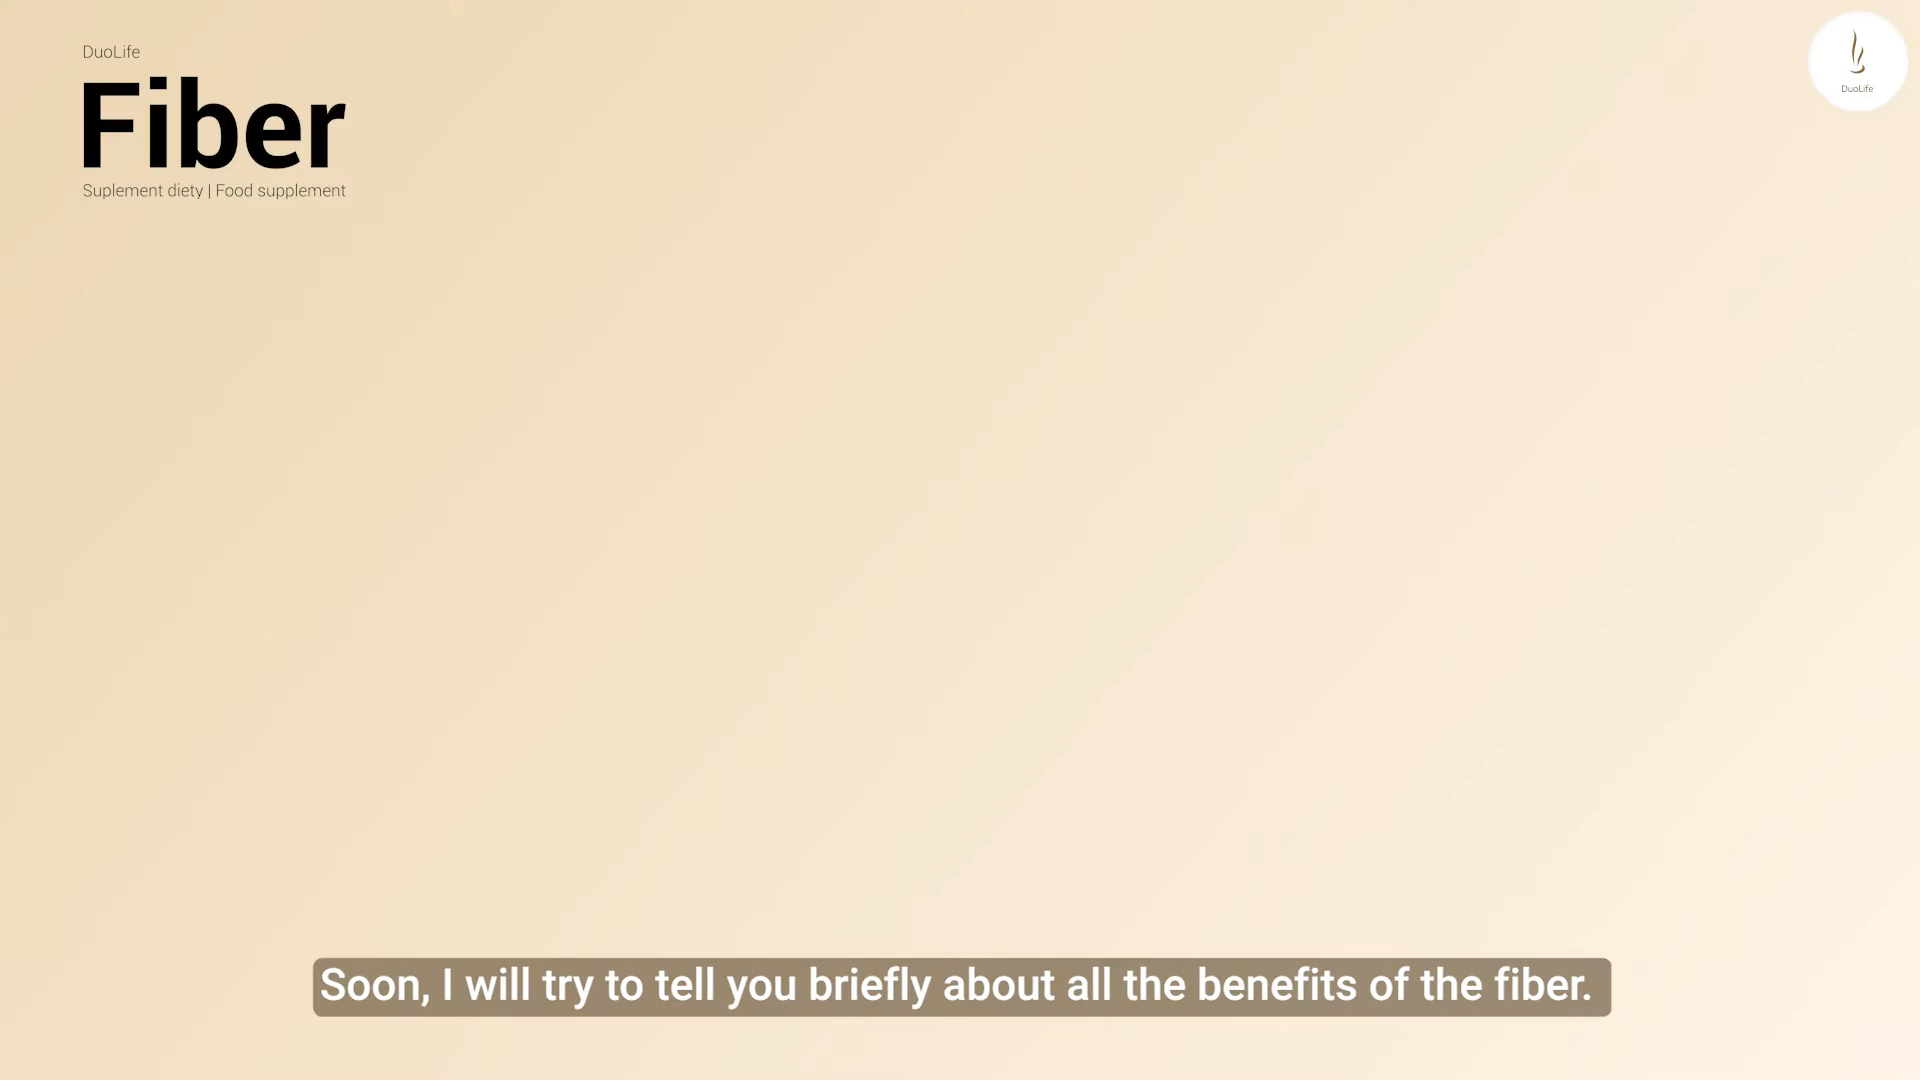 DuoLife
Fiber
Suplement diety | Food supplement
DuoLife
Soon, I will try to tell you briefly about all the benefits of the fiber.